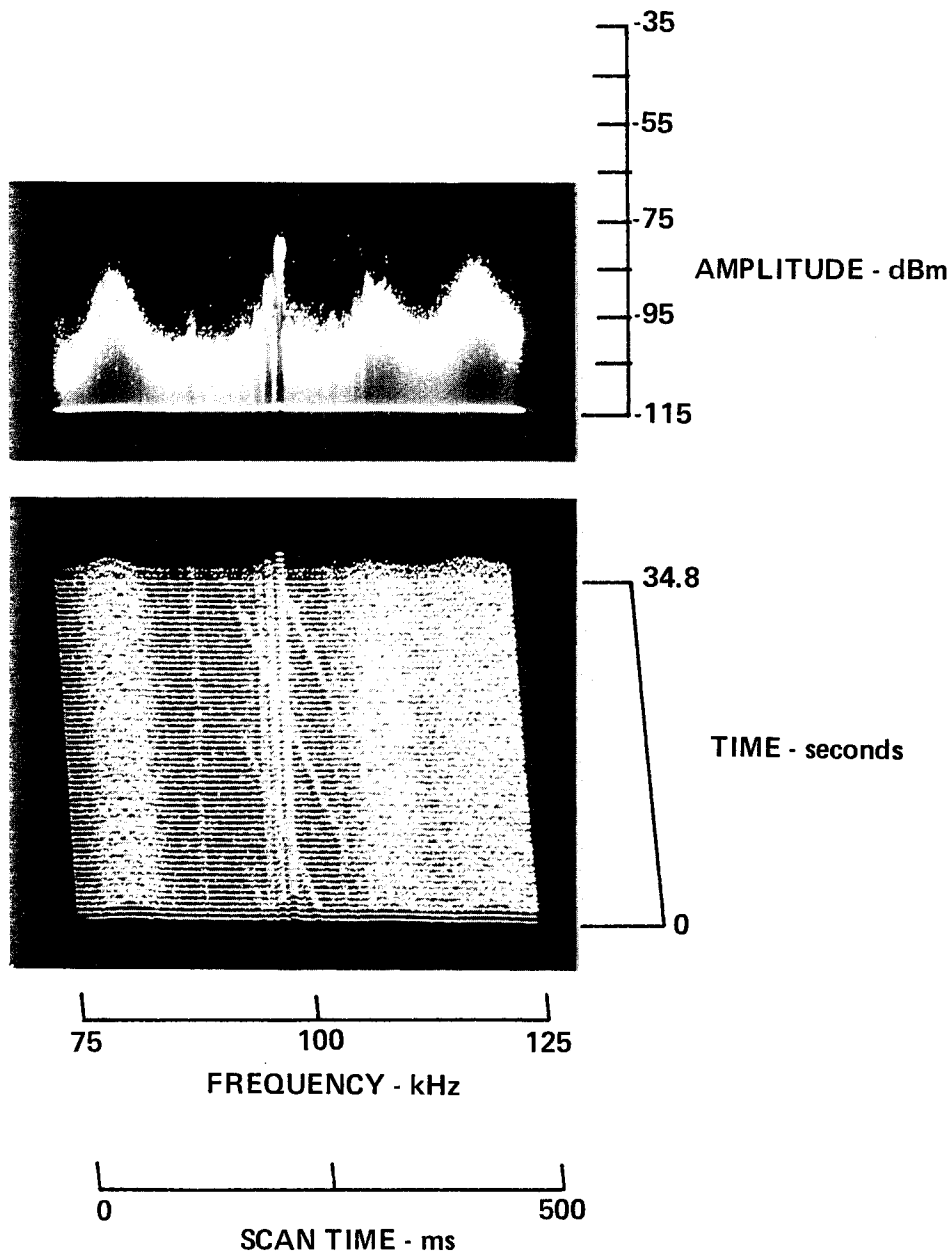 -35
-55
-75
AMPLITUDE - dBm
-95
-115
34.8
TIME - seconds
0
75 100 125
FREQUENCY - kHz
0 500
SCAN TIME - ms